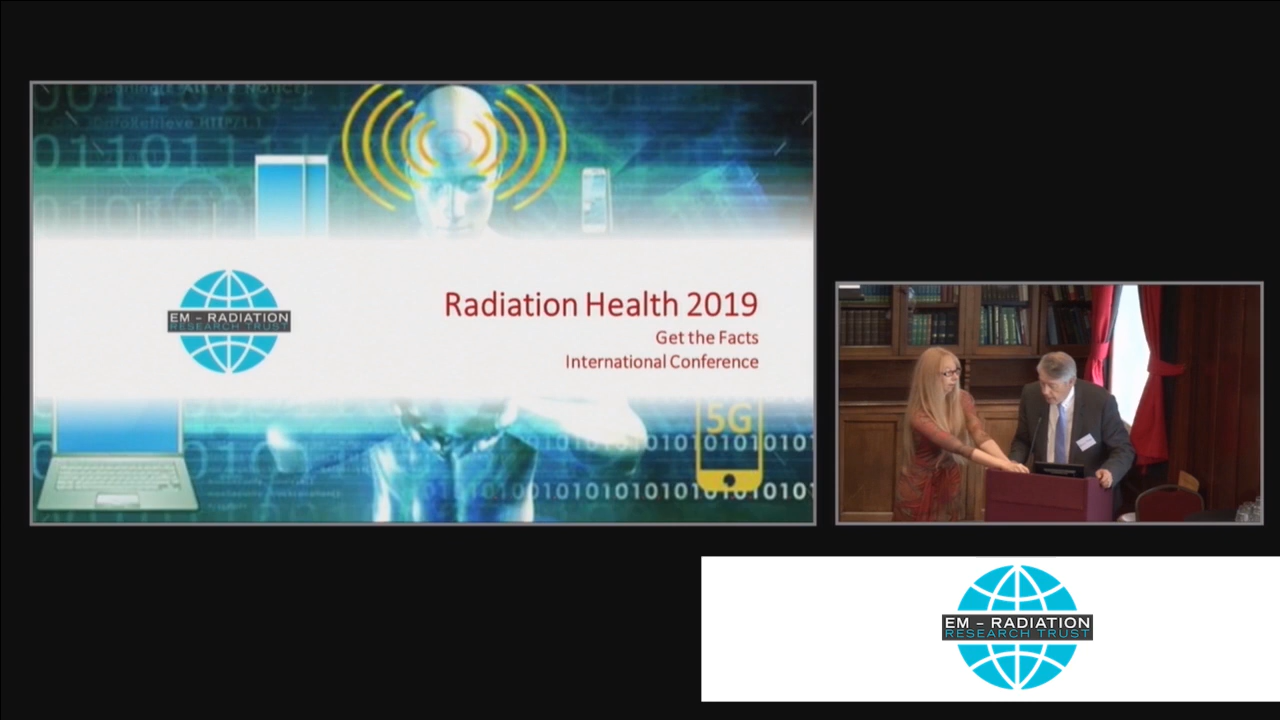 EM – RADIATION
RESEARCH TRUST
Radiation Health 2019
Get the Facts
International Conference
5G
EM – RADIATION
RESEARCH TRUST